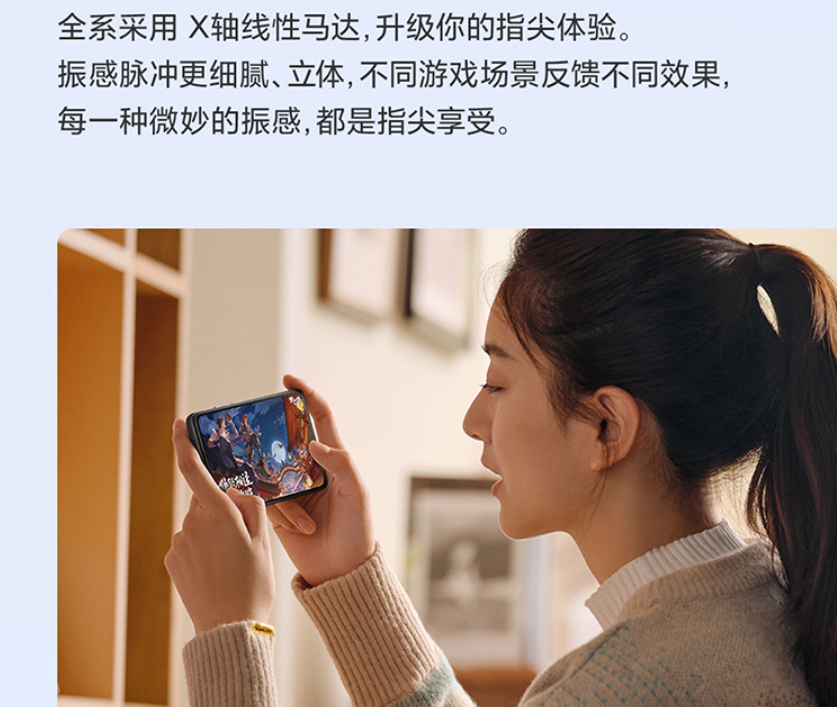 全系采用 X轴线性马达,升级你的指尖体验。
振感脉冲更细腻、立体,不同游戏场景反馈不同效果,
每一种微妙的振感,都是指尖享受。